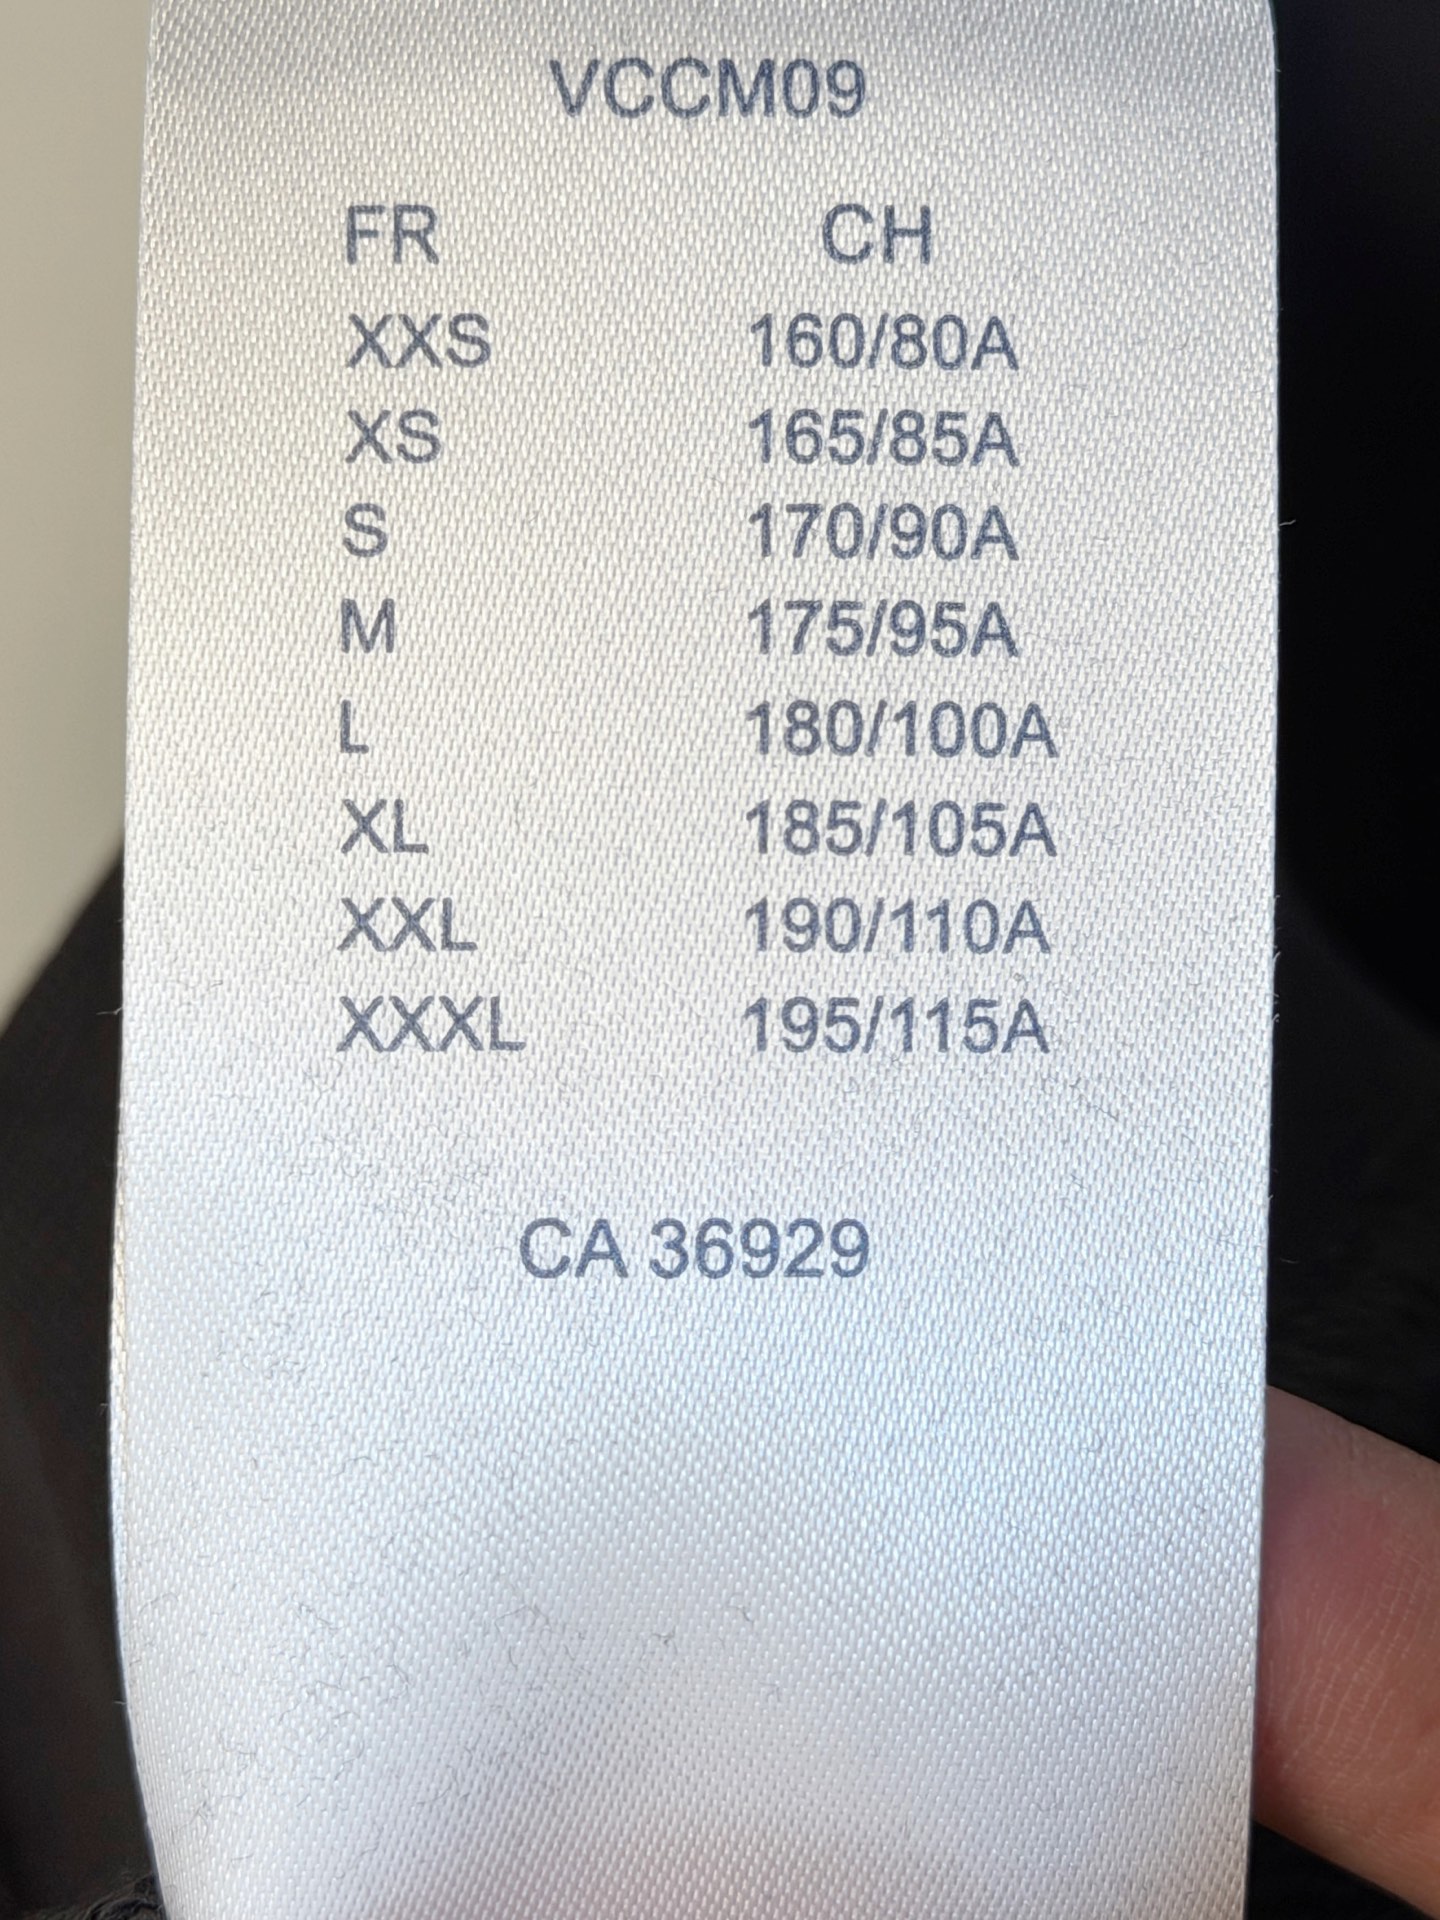 VCCM09
FR CH
XXS 160/80A
XS 165/85A
S 170/90A
M 175/95A
L 180/100A
XL 185/105A
XXL 190/110A
XXXL 195/115A
CA 36929